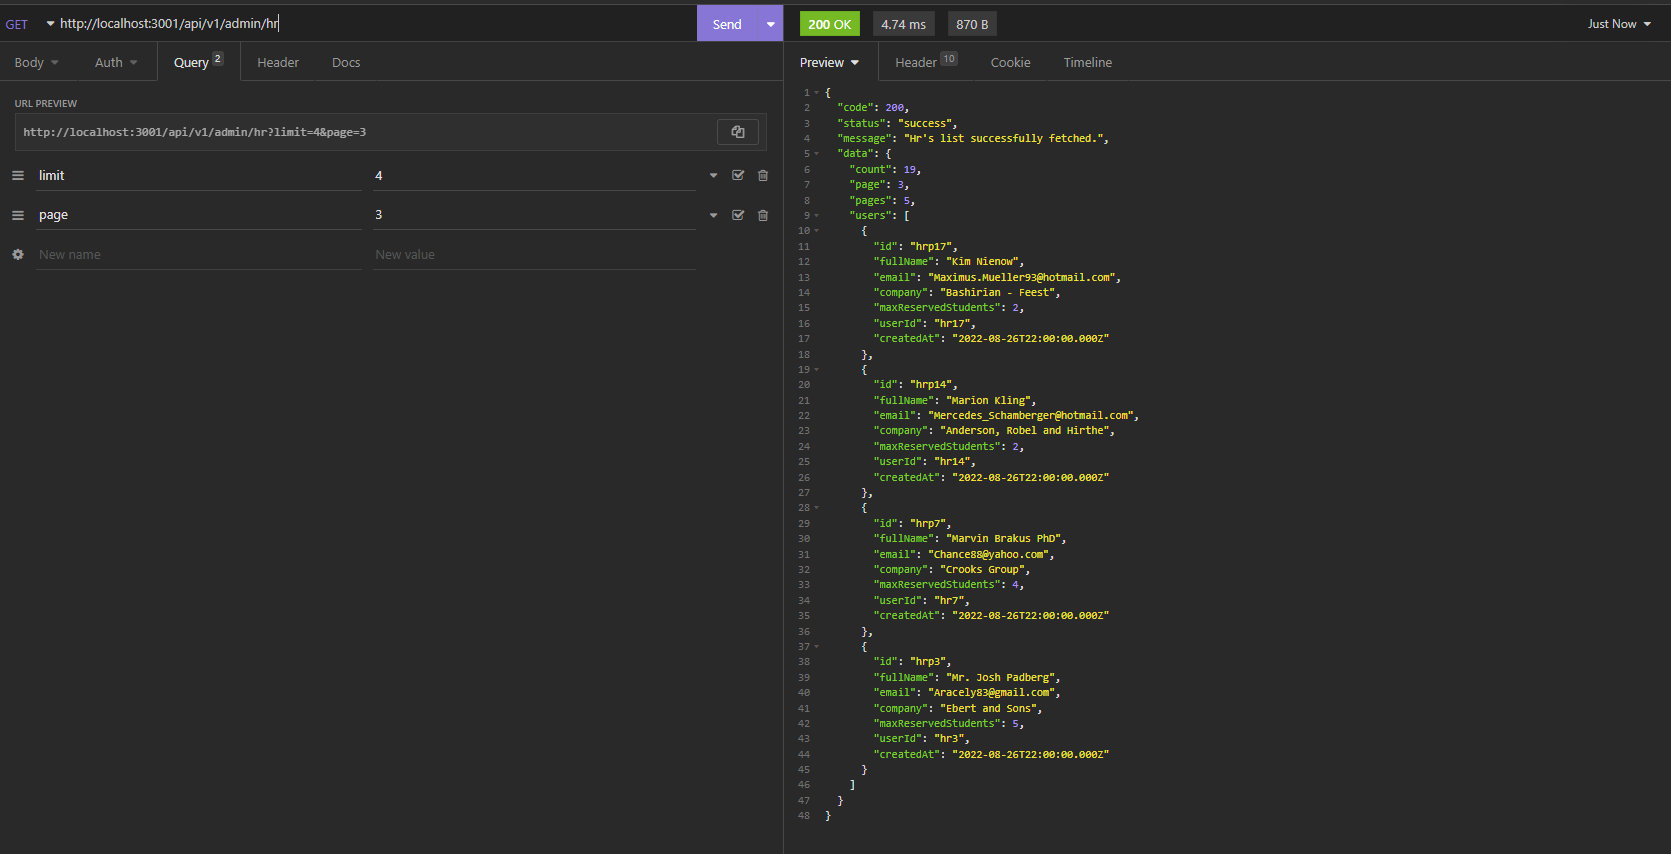 GET http://localhost:3001/api/v1/admin/hr Send
Body Auth Query 2 Header Docs
URL PREVIEW
http://localhost:3001/api/v1/admin/hr?limit=4&page=3
limit 4
page 3
New name New value
200 OK 4.74 ms 870 B Just Now
Preview Header 10 Cookie Timeline
1 {
2 "code": 200,
3 "status": "success",
4 "message": "Hr's list successfully fetched.",
5 "data": {
6 "count": 19,
7 "page": 3,
8 "pages": 5,
9 "users": [
10 {
11 "id": "hrp17",
12 "fullName": "Kim Nienow",
13 "email": "Maximus.Mueller93@hotmail.com",
14 "company": "Bashirian - Feest",
15 "maxReservedStudents": 2,
16 "userId": "hr17",
17 "createdAt": "2022-08-26T22:00:00.000Z"
18 },
19 {
20 "id": "hrp14",
21 "fullName": "Marion Kling",
22 "email": "Mercedes_Schamberger@hotmail.com",
23 "company": "Anderson, Robel and Hirthe",
24 "maxReservedStudents": 2,
25 "userId": "hr14",
26 "createdAt": "2022-08-26T22:00:00.000Z"
27 },
28 {
29 "id": "hrp7",
30 "fullName": "Marvin Brakus PhD",
31 "email": "Chance88@yahoo.com",
32 "company": "Crooks Group",
33 "maxReservedStudents": 4,
34 "userId": "hr7",
35 "createdAt": "2022-08-26T22:00:00.000Z"
36 },
37 {
38 "id": "hrp3",
39 "fullName": "Mr. Josh Padberg",
40 "email": "Aracely83@gmail.com",
41 "company": "Ebert and Sons",
42 "maxReservedStudents": 5,
43 "userId": "hr3",
44 "createdAt": "2022-08-26T22:00:00.000Z"
45 }
46 ]
47 }
48 }